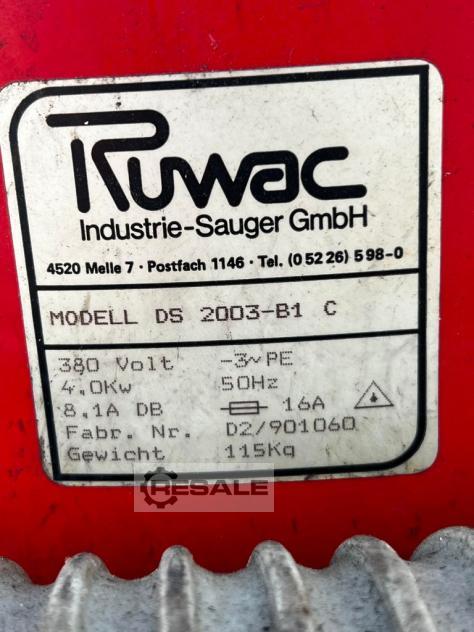 Ruwac
Industrie-Sauger GmbH
4520 Melle 7 · Postfach 1146 · Tel. (0 52 26) 5 98-0
MODELL DS 2003-B1 C
380 Volt -3~PE
4.0Kw 50Hz
8.1A DB 16A
Fabr. Nr. D2/901060
Gewicht 115Kg
RESALE